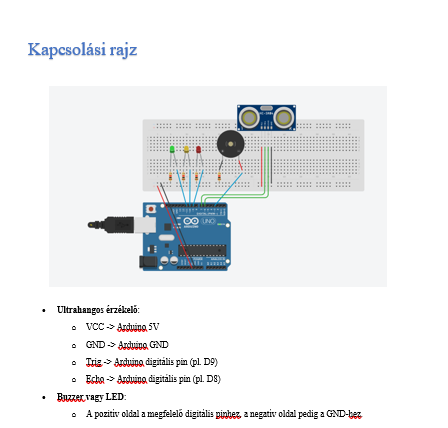 Kapcsolási rajz
UNO
Ultrahangos érzékelő:
VCC -> Arduino 5V
GND -> Arduino GND
Trig -> Arduino digitális pin (pl. D9)
Echo -> Arduino digitális pin (pl. D8)
Buzzer vagy LED:
A pozitív oldal a megfelelő digitális pinhez, a negatív oldal pedig a GND-hez.